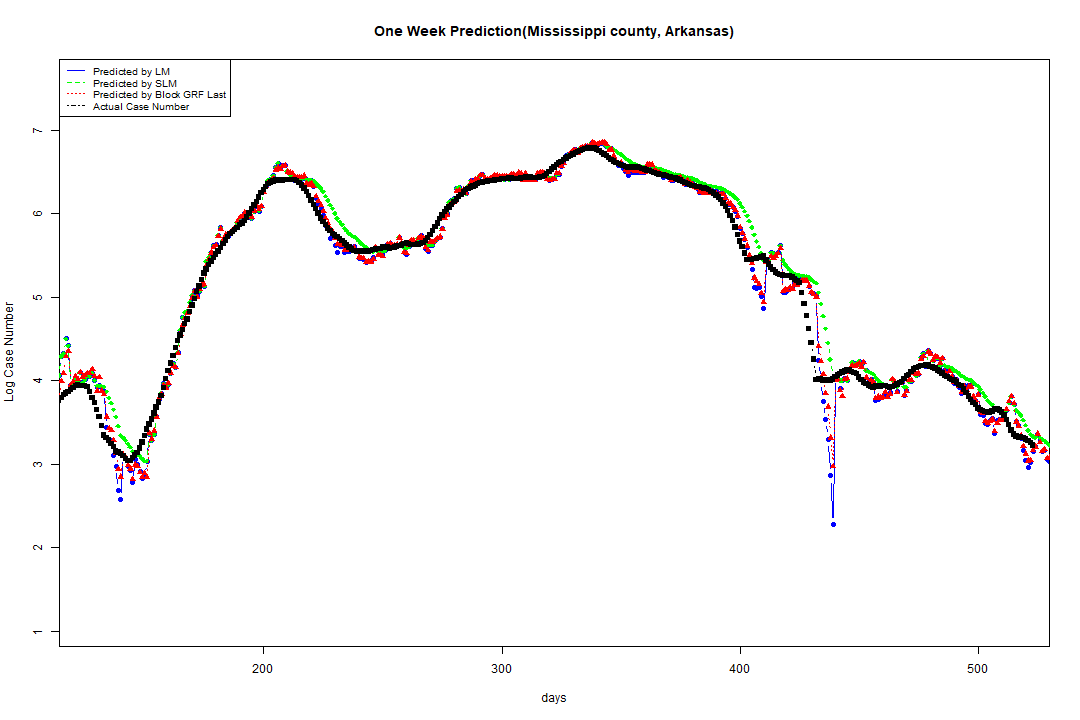 One Week Prediction(Mississippi county, Arkansas)
Predicted by LM
Predicted by SLM
Predicted by Block GRF Last
Actual Case Number
7
6
5
4
3
2
1
Log Case Number
200
300
400
500
days